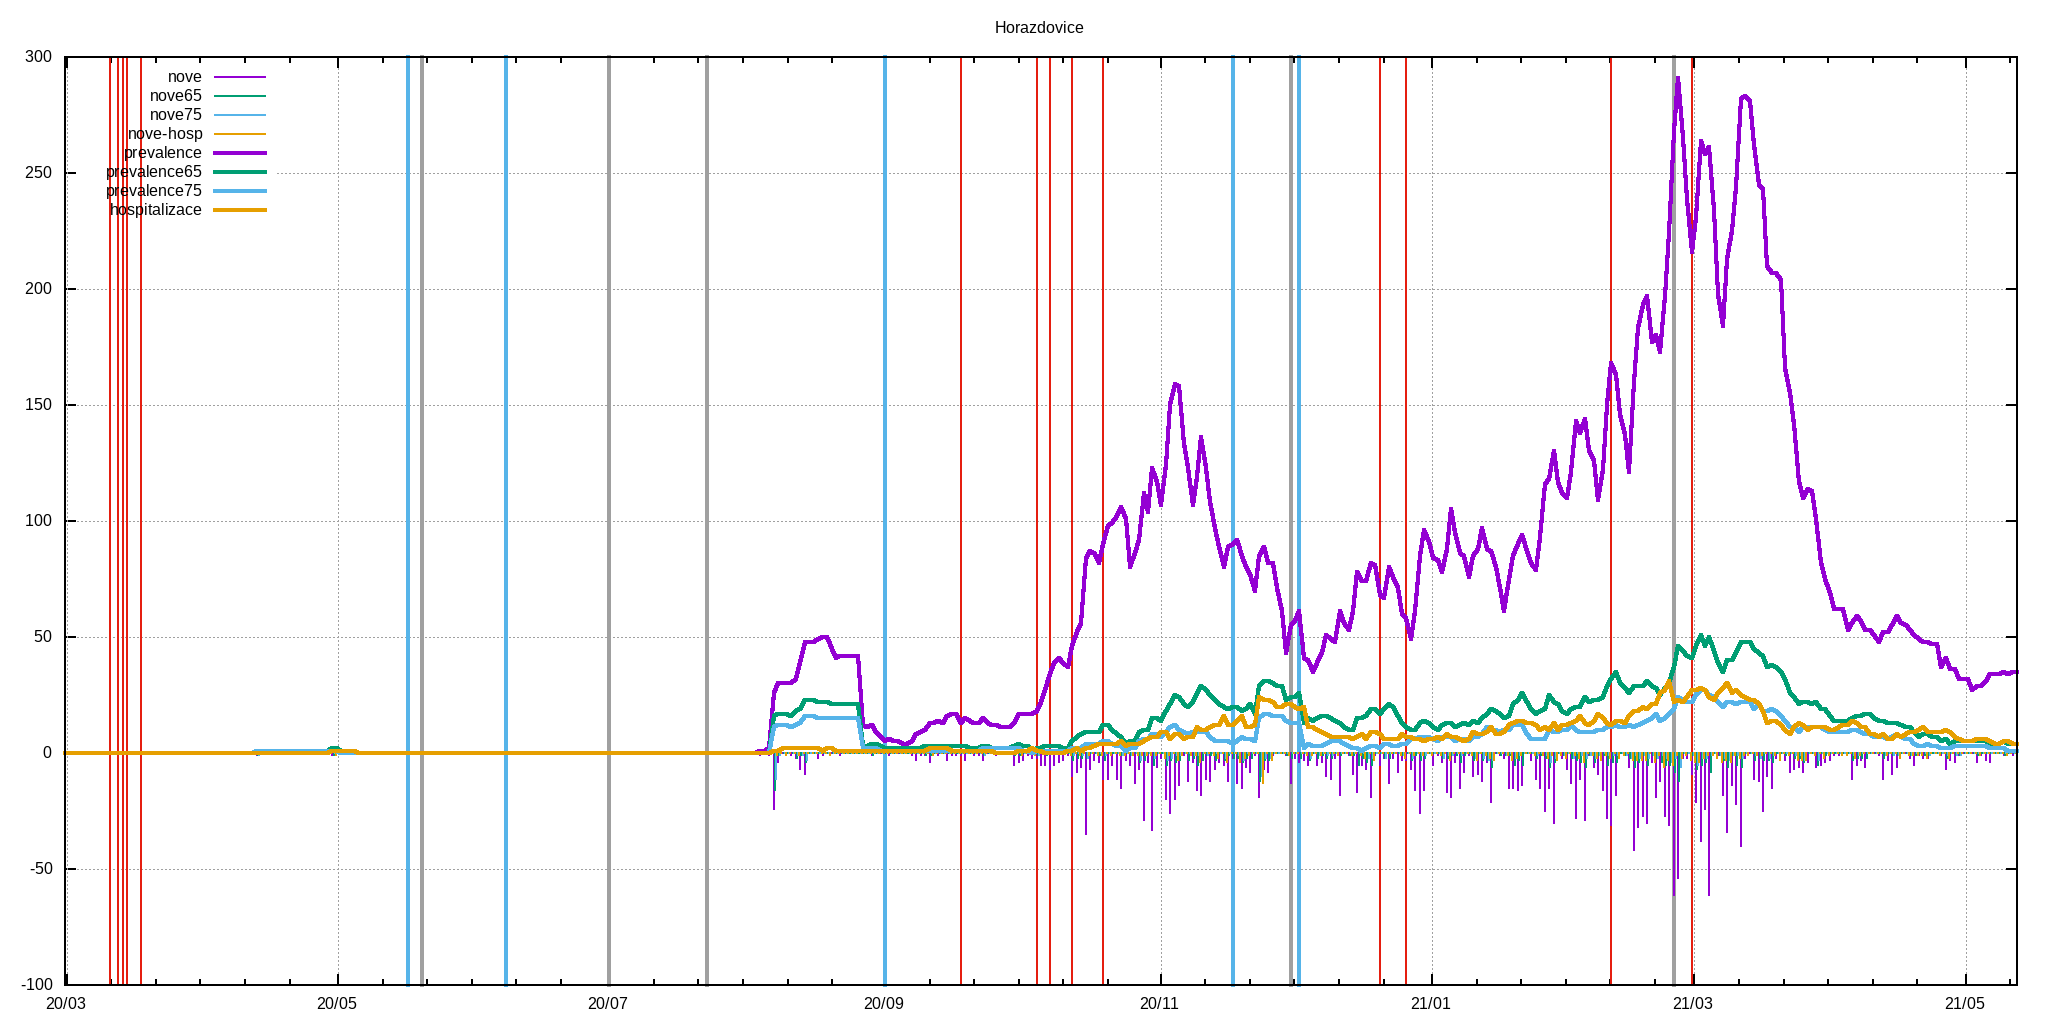 Horazdovice
300
250
200
150
100
50
0
-50
-100
nove
nove65
nove75
nove-hosp
prevalence
prevalence65
prevalence75
hospitalizace
20/03 20/05 20/07 20/09 20/11 21/01 21/03 21/05